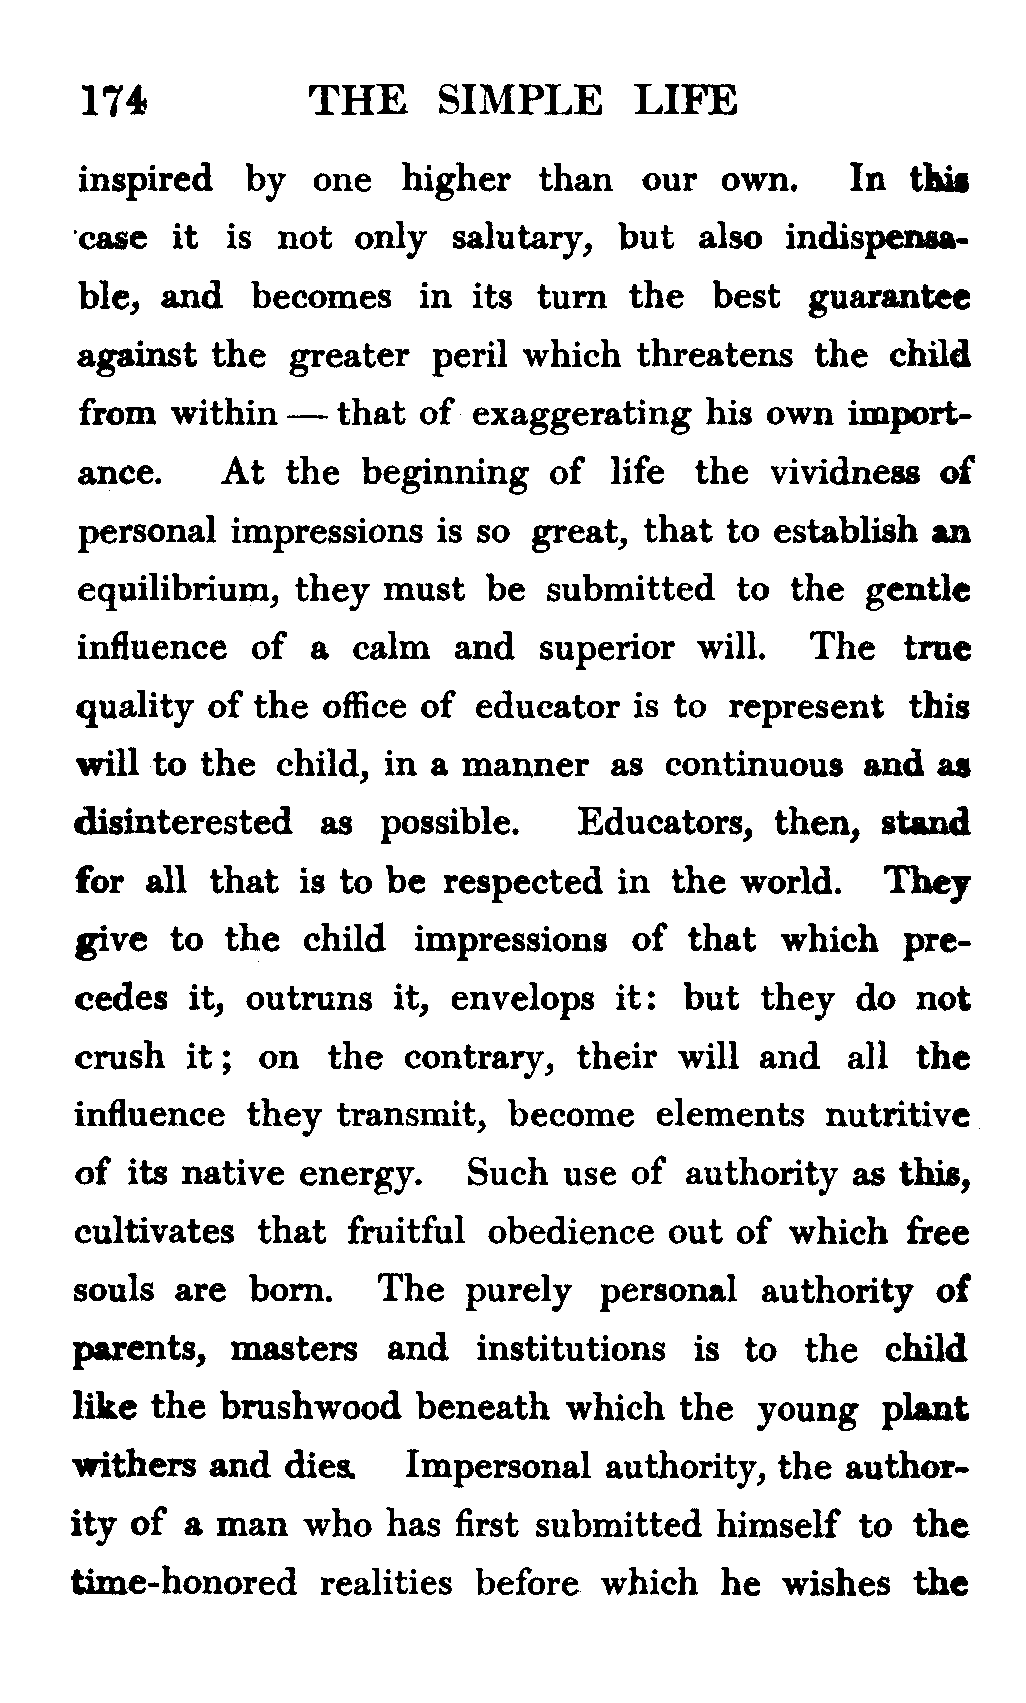 174 THE SIMPLE LIFE
inspired by one higher than our own. In this
case it is not only salutary, but also indispensa-
ble, and becomes in its turn the best guarantee
against the greater peril which threatens the child
from within — that of exaggerating his own import-
ance. At the beginning of life the vividness of
personal impressions is so great, that to establish an
equilibrium, they must be submitted to the gentle
influence of a calm and superior will. The true
quality of the office of educator is to represent this
will to the child, in a manner as continuous and as
disinterested as possible. Educators, then, stand
for all that is to be respected in the world. They
give to the child impressions of that which pre-
cedes it, outruns it, envelops it: but they do not
crush it; on the contrary, their will and all the
influence they transmit, become elements nutritive
of its native energy. Such use of authority as this,
cultivates that fruitful obedience out of which free
souls are born. The purely personal authority of
parents, masters and institutions is to the child
like the brushwood beneath which the young plant
withers and dies. Impersonal authority, the author-
ity of a man who has first submitted himself to the
time-honored realities before which he wishes the